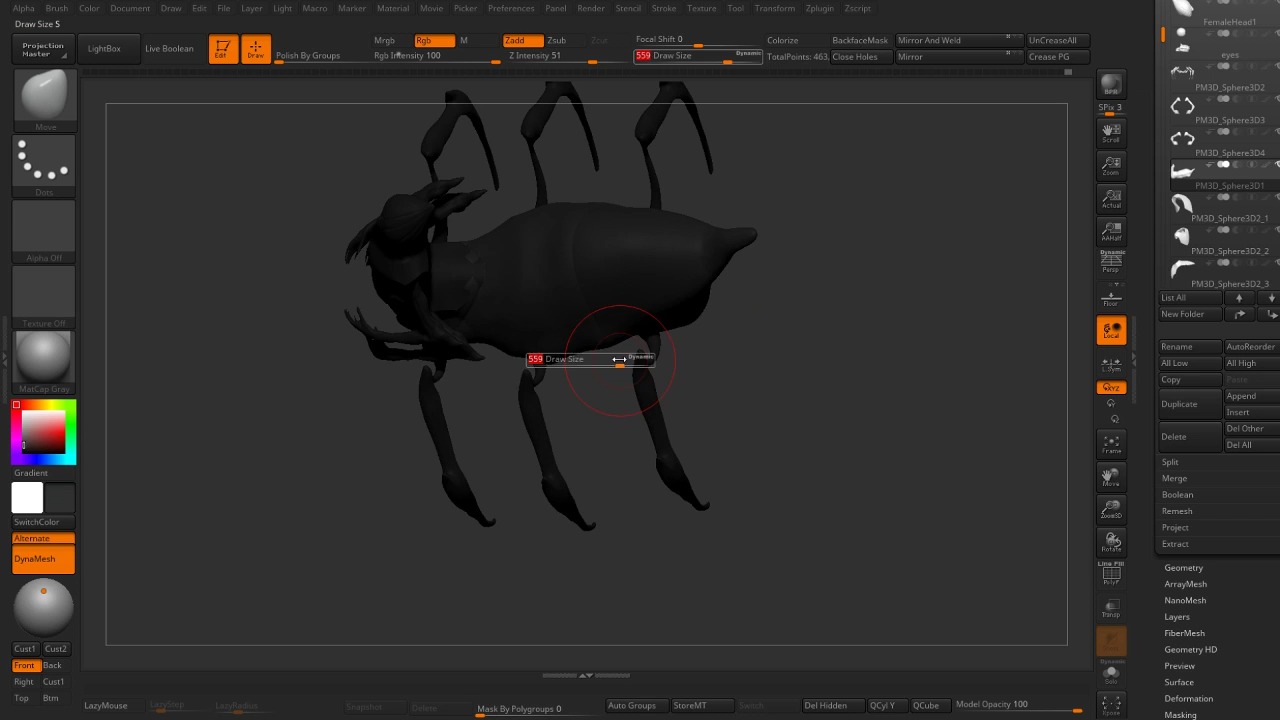 Alpha Brush Color Document Draw Edit File Layer Light Macro Marker Material Movie Picker Preferences Panel Render Stencil Stroke Texture Tool Transform Zplugin Zscript
Draw Size 5
Projection Master
LightBox
Live Boolean
Edit
Draw
Polish By Groups
Mrgb
Rgb
M
Rgb Intensity 100
Zadd
Zsub
Zcut
Z Intensity 51
Focal Shift 0
559 Draw Size
Dynamic
Colorize
TotalPoints: 463,
BackfaceMask
Close Holes
Mirror And Weld
Mirror
UnCreaseAll
Crease PG
Move
Dots
Alpha Off
Texture Off
MatCap Gray
Gradient
SwitchColor
Alternate
DynaMesh
Cust1 Cust2
Front Back
Right Cust1
Top Btm
559 Draw Size
Dynamic
BPR
SPix 3
Scroll
Zoom
Actual
AAHalf
Dynamic
Persp
Floor
Local
L.Sym
XYZ
Frame
Move
Zoom3D
Rotate
Line Fill
PolyF
Transp
Dynamic
Solo
Xpose
FemaleHead1
eyes
PM3D_Sphere3D2
PM3D_Sphere3D3
PM3D_Sphere3D4
PM3D_Sphere3D1
PM3D_Sphere3D2_1
PM3D_Sphere3D2_2
PM3D_Sphere3D2_3
List All
New Folder
Rename AutoReorder
All Low All High
Copy Paste
Duplicate
Append
Insert
Delete
Del Other
Del All
Split
Merge
Boolean
Remesh
Project
Extract
Geometry
ArrayMesh
NanoMesh
Layers
FiberMesh
Geometry HD
Preview
Surface
Deformation
Masking
LazyMouse
LazyStep
LazyRadius
Snapshot
Delete
Mask By Polygroups 0
Auto Groups
StoreMT
Switch
Del Hidden
QCyl Y
QCube
Model Opacity 100